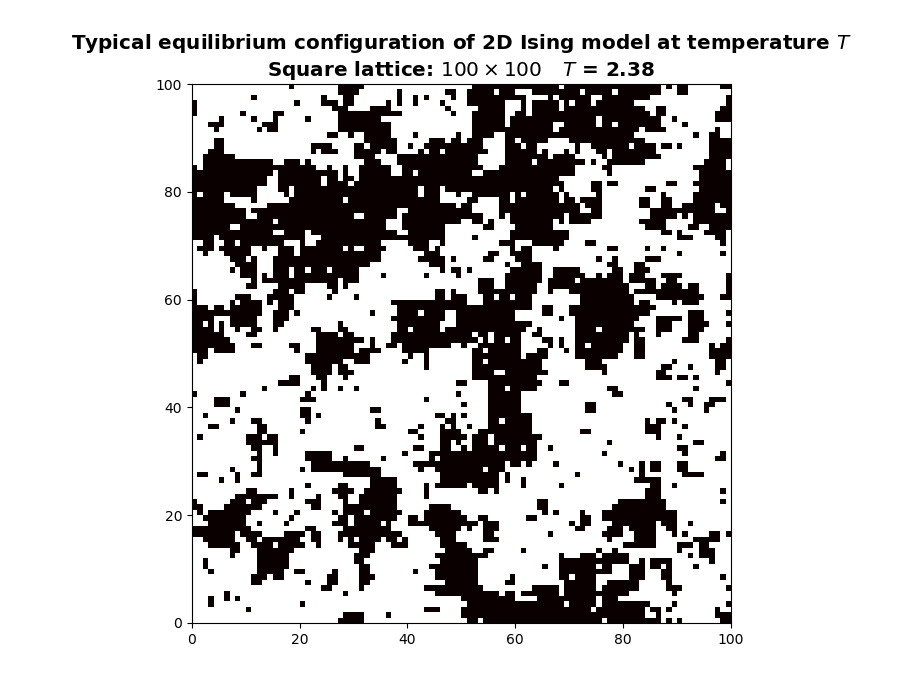 Typical equilibrium configuration of 2D Ising model at temperature T
Square lattice: 100 × 100 T = 2.38
100
80
60
40
20
0
0 20 40 60 80 100